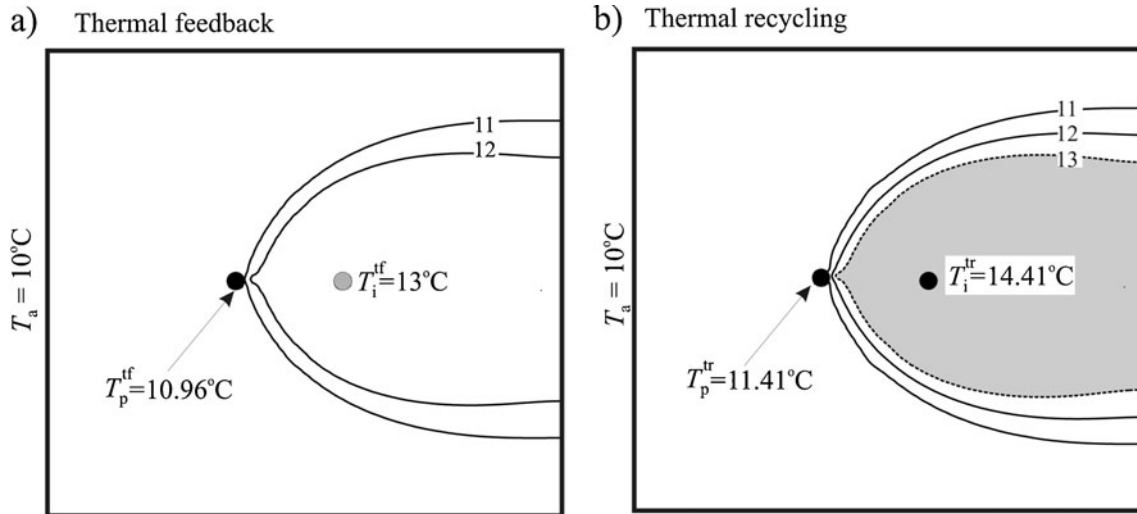 a) Thermal feedback
11
12
T_a = 10°C
T_i^tf=13°C
T_p^tf=10.96°C
b) Thermal recycling
11
12
13
T_a = 10°C
T_i^tr=14.41°C
T_p^tr=11.41°C